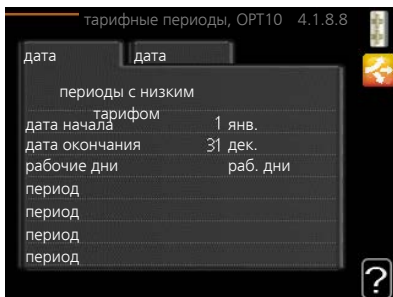 тарифные периоды, OPT10 4.1.8.8
дата дата
периоды с низким
тарифом
дата начала 1 янв.
дата окончания 31 дек.
рабочие дни раб. дни
период
период
период
период
?